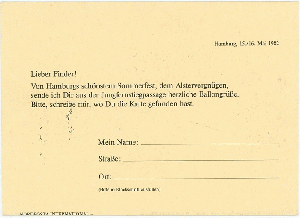 Hamburg, 15./16. Mai 1982
Lieber Finder!
Von Hamburgs schönstem Sommerfest, dem Alstervergnügen,
sende ich Dir aus der Jungfernstiegpassage herzliche Ballongrüße.
Bitte, schreibe mir, wo Du die Karte gefunden hast.
Mein Name:
Straße:
Ort: